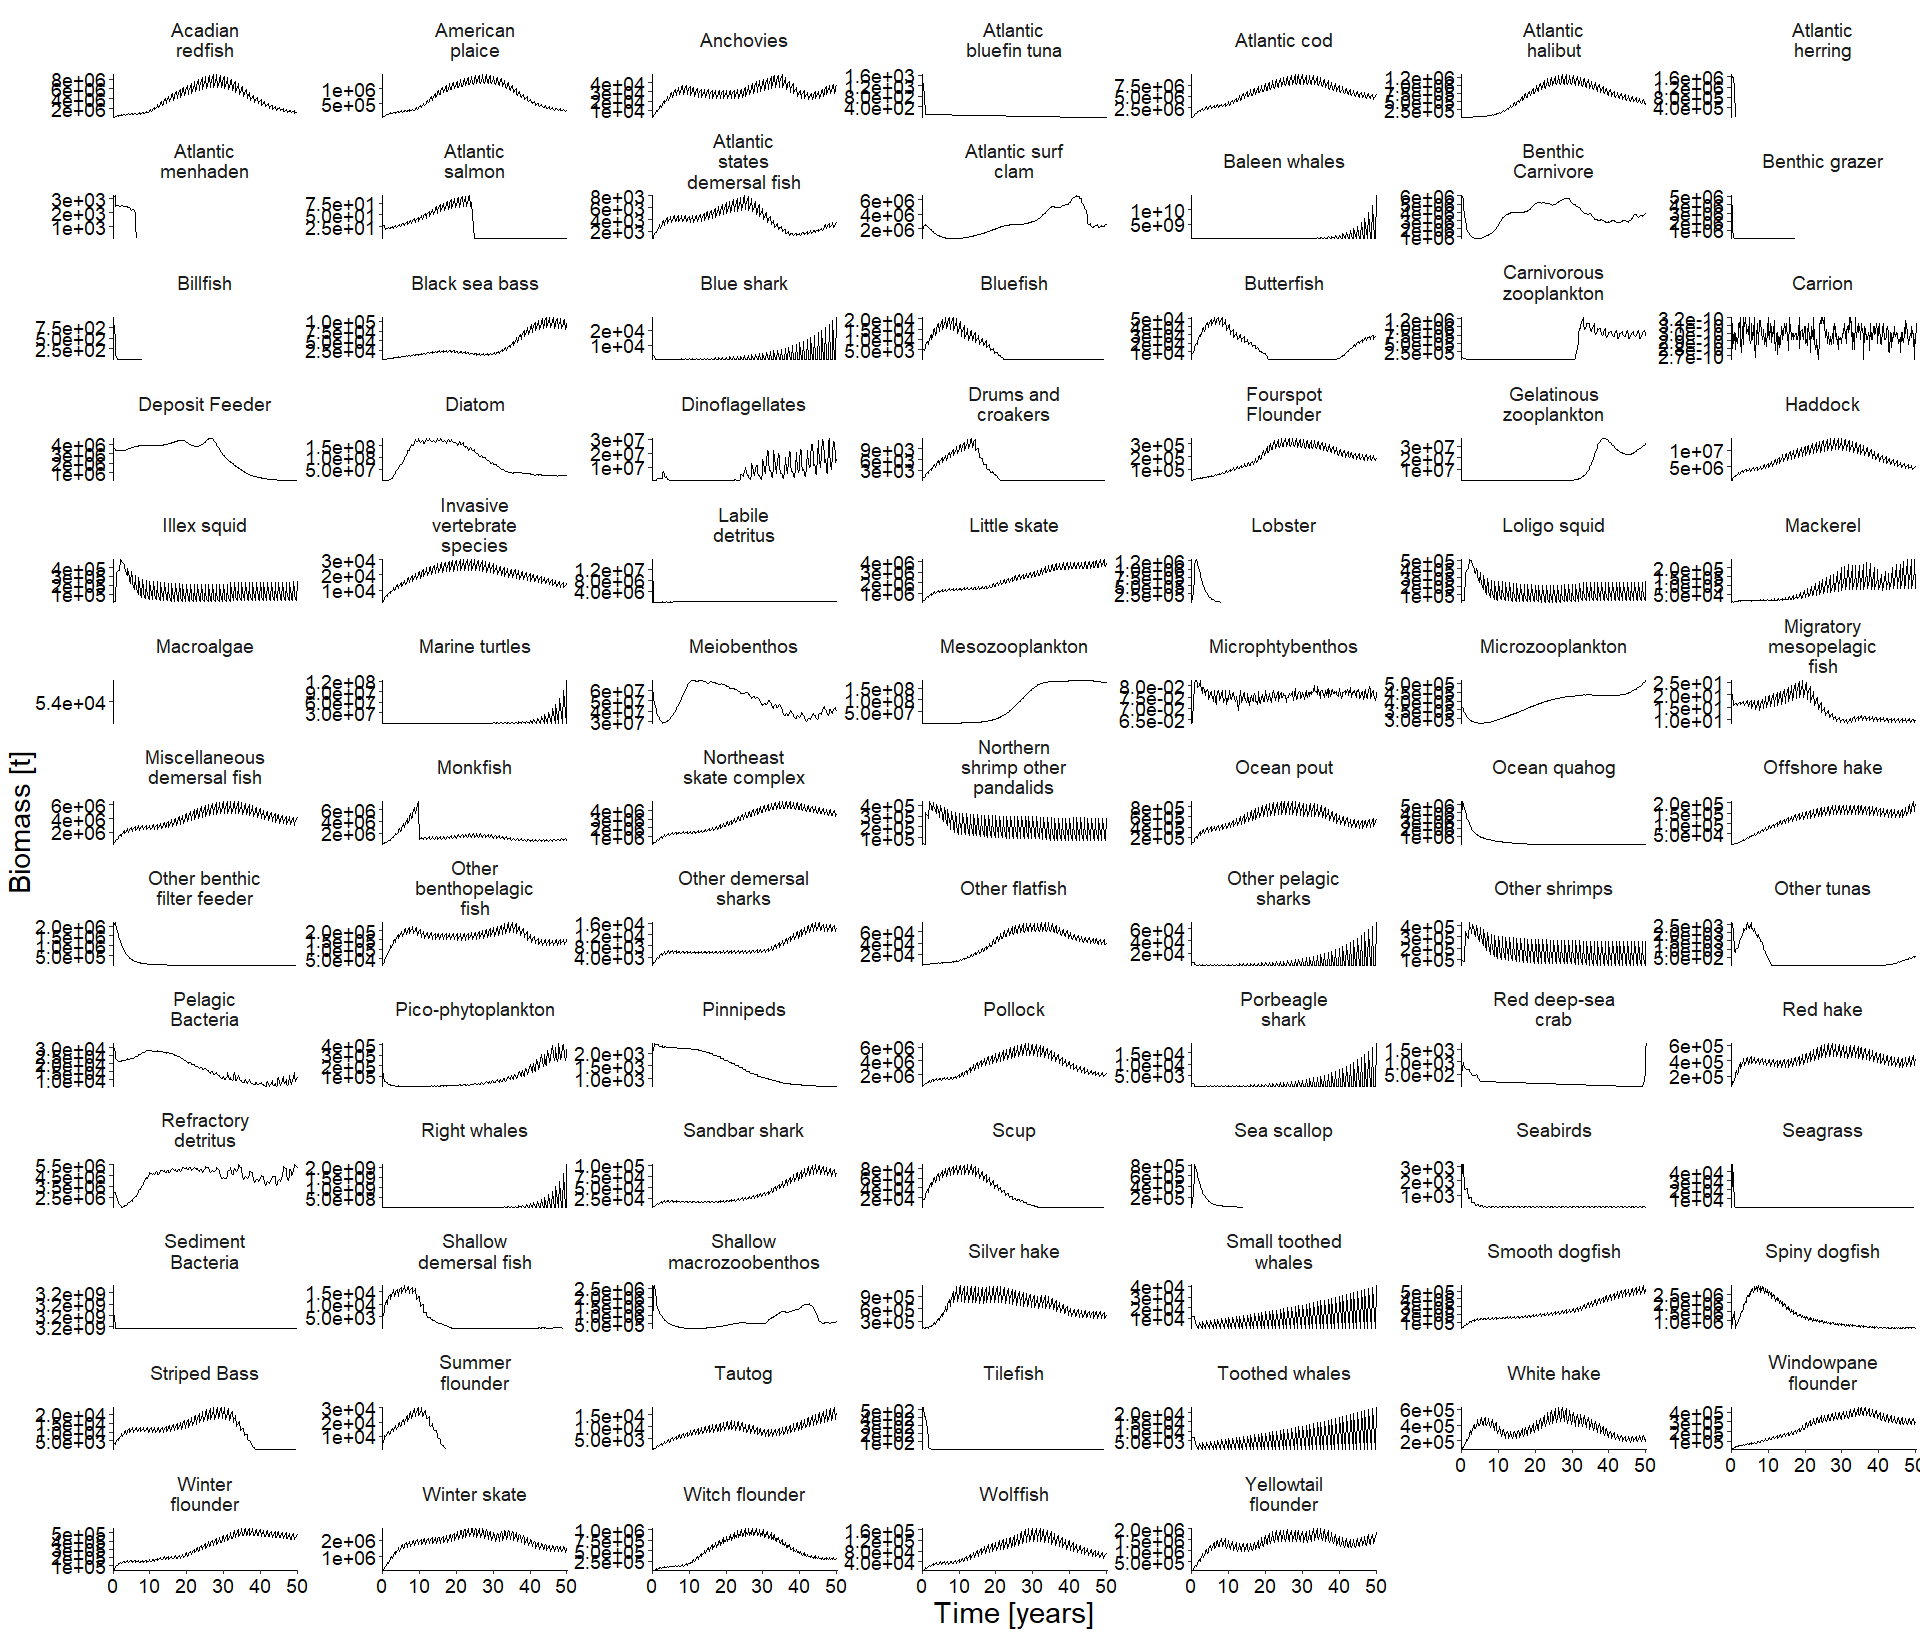 Acadian
redfish
8e+06
6e+06
4e+06
2e+06
American
plaice
1e+06
5e+05
Anchovies
4e+04
3e+04
2e+04
1e+04
Atlantic
bluefin tuna
1.6e+03
1.2e+03
8.0e+02
4.0e+02
Atlantic cod
7.5e+06
5.0e+06
2.5e+06
Atlantic
halibut
1.2e+06
1.0e+06
7.5e+05
5.0e+05
2.5e+05
Atlantic
herring
1.6e+06
1.2e+06
8.0e+05
4.0e+05
Atlantic
menhaden
3e+03
2e+03
1e+03
Atlantic
salmon
7.5e+01
5.0e+01
2.5e+01
Atlantic
states
demersal fish
8e+03
6e+03
4e+03
2e+03
Atlantic surf
clam
6e+06
4e+06
2e+06
Baleen whales
1e+10
5e+09
Benthic
Carnivore
6e+06
5e+06
4e+06
3e+06
2e+06
1e+06
Benthic grazer
5e+06
4e+06
3e+06
2e+06
1e+06
Billfish
7.5e+02
5.0e+02
2.5e+02
Black sea bass
1.0e+05
7.5e+04
5.0e+04
2.5e+04
Blue shark
2e+04
1e+04
Bluefish
2.0e+04
1.5e+04
1.0e+04
5.0e+03
Butterfish
5e+04
4e+04
3e+04
2e+04
1e+04
Carnivorous
zooplankton
1.2e+06
1.0e+06
7.5e+05
5.0e+05
2.5e+05
Carrion
3.2e-10
3.1e-10
3.0e-10
2.9e-10
2.8e-10
2.7e-10
Deposit Feeder
4e+06
3e+06
2e+06
1e+06
Diatom
1.5e+08
1.0e+08
5.0e+07
Dinoflagellates
3e+07
2e+07
1e+07
Drums and
croakers
9e+03
6e+03
3e+03
Fourspot
Flounder
3e+05
2e+05
1e+05
Gelatinous
zooplankton
3e+07
2e+07
1e+07
Haddock
1e+07
5e+06
Illex squid
4e+05
3e+05
2e+05
1e+05
Invasive
vertebrate
species
3e+04
2e+04
1e+04
Labile
detritus
1.2e+07
8.0e+06
4.0e+06
Little skate
4e+06
3e+06
2e+06
1e+06
Lobster
1.2e+06
1.0e+06
7.5e+05
5.0e+05
2.5e+05
Loligo squid
5e+05
4e+05
3e+05
2e+05
1e+05
Mackerel
2.0e+05
1.5e+05
1.0e+05
5.0e+04
Macroalgae
5.4e+04
Marine turtles
1.2e+08
9.0e+07
6.0e+07
3.0e+07
Meiobenthos
6e+07
5e+07
4e+07
3e+07
Mesozooplankton
1.5e+08
1.0e+08
5.0e+07
Microphtybenthos
8.0e-02
7.5e-02
7.0e-02
6.5e-02
Microzooplankton
5.0e+05
4.5e+05
4.0e+05
3.5e+05
3.0e+05
Migratory
mesopelagic
fish
2.5e+01
2.0e+01
1.5e+01
1.0e+01
Miscellaneous
demersal fish
6e+06
4e+06
2e+06
Monkfish
6e+06
4e+06
2e+06
Northeast
skate complex
4e+06
3e+06
2e+06
1e+06
Northern
shrimp other
pandalids
4e+05
3e+05
2e+05
1e+05
Ocean pout
8e+05
6e+05
4e+05
2e+05
Ocean quahog
5e+06
4e+06
3e+06
2e+06
1e+06
Offshore hake
2.0e+05
1.5e+05
1.0e+05
5.0e+04
Biomass [t]
Other benthic
filter feeder
2.0e+06
1.5e+06
1.0e+06
5.0e+05
Other
benthopelagic
fish
2.0e+05
1.5e+05
1.0e+05
5.0e+04
Other demersal
sharks
1.6e+04
1.2e+04
8.0e+03
4.0e+03
Other flatfish
6e+04
4e+04
2e+04
Other pelagic
sharks
6e+04
4e+04
2e+04
Other shrimps
4e+05
3e+05
2e+05
1e+05
Other tunas
2.5e+03
2.0e+03
1.5e+03
1.0e+03
5.0e+02
Pelagic
Bacteria
3.0e+04
2.5e+04
2.0e+04
1.5e+04
1.0e+04
Pico-phytoplankton
4e+05
3e+05
2e+05
1e+05
Pinnipeds
2.0e+03
1.5e+03
1.0e+03
Pollock
6e+06
4e+06
2e+06
Porbeagle
shark
1.5e+04
1.0e+04
5.0e+03
Red deep-sea
crab
1.5e+03
1.0e+03
5.0e+02
Red hake
6e+05
4e+05
2e+05
Refractory
detritus
5.5e+06
4.5e+06
3.5e+06
2.5e+06
Right whales
2.0e+09
1.5e+09
1.0e+09
5.0e+08
Sandbar shark
1.0e+05
7.5e+04
5.0e+04
2.5e+04
Scup
8e+04
6e+04
4e+04
2e+04
Sea scallop
8e+05
6e+05
4e+05
2e+05
Seabirds
3e+03
2e+03
1e+03
Seagrass
4e+04
3e+04
2e+04
1e+04
Sediment
Bacteria
3.2e+09
3.2e+09
3.2e+09
3.2e+09
Shallow
demersal fish
1.5e+04
1.0e+04
5.0e+03
Shallow
macrozoobenthos
2.5e+06
2.0e+06
1.5e+06
1.0e+06
5.0e+05
Silver hake
9e+05
6e+05
3e+05
Small toothed
whales
4e+04
3e+04
2e+04
1e+04
Smooth dogfish
5e+05
4e+05
3e+05
2e+05
1e+05
Spiny dogfish
2.5e+06
2.0e+06
1.5e+06
1.0e+06
Striped Bass
2.0e+04
1.5e+04
1.0e+04
5.0e+03
Summer
flounder
3e+04
2e+04
1e+04
Tautog
1.5e+04
1.0e+04
5.0e+03
Tilefish
5e+02
4e+02
3e+02
2e+02
1e+02
Toothed whales
2.0e+04
1.5e+04
1.0e+04
5.0e+03
White hake
6e+05
4e+05
2e+05
0 10 20 30 40 50
Windowpane
flounder
4e+05
3e+05
2e+05
1e+05
0 10 20 30 40 50
Winter
flounder
5e+05
4e+05
3e+05
2e+05
1e+05
0 10 20 30 40 50
Winter skate
2e+06
1e+06
0 10 20 30 40 50
Witch flounder
1.0e+06
7.5e+05
5.0e+05
2.5e+05
0 10 20 30 40 50
Wolffish
1.6e+05
1.2e+05
8.0e+04
4.0e+04
0 10 20 30 40 50
Yellowtail
flounder
2.0e+06
1.5e+06
1.0e+06
5.0e+05
0 10 20 30 40 50
Time [years]